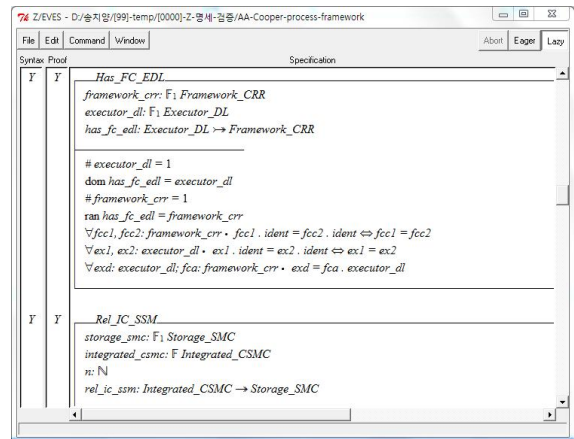 Z/EVES - D:/송지양/[99]-temp/[0000]-Z-명세-검증/AA-Cooper-process-framework
File Edit Command Window Abort Eager Lazy
Syntax Proof Specification
Y Y Has_FC_EDL
framework_crr: 𝔽₁ Framework_CRR
executor_dl: 𝔽₁ Executor_DL
has_fc_edl: Executor_DL ⤖ Framework_CRR
# executor_dl = 1
dom has_fc_edl = executor_dl
# framework_crr = 1
ran has_fc_edl = framework_crr
∀fcc1, fcc2: framework_crr • fcc1 . ident = fcc2 . ident ⇔ fcc1 = fcc2
∀ex1, ex2: executor_dl • ex1 . ident = ex2 . ident ⇔ ex1 = ex2
∀exd: executor_dl; fca: framework_crr • exd = fca . executor_dl
Y Y Rel_IC_SSM
storage_smc: 𝔽₁ Storage_SMC
integrated_csmc: 𝔽 Integrated_CSMC
n: ℕ
rel_ic_ssm: Integrated_CSMC → Storage_SMC